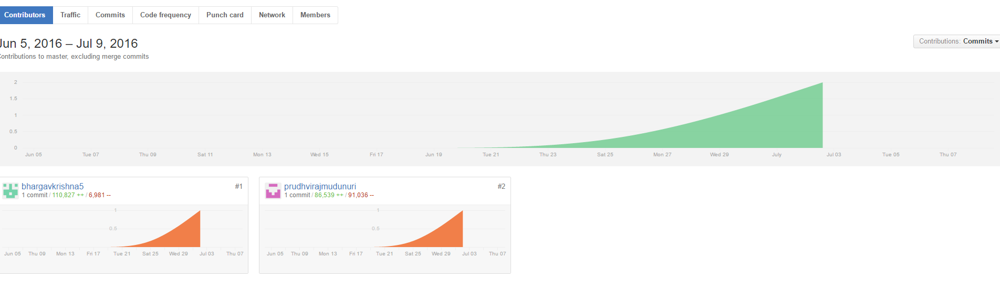 Contributors Traffic Commits Code frequency Punch card Network Members
Jun 5, 2016 – Jul 9, 2016
Contributions: Commits
Contributions to master, excluding merge commits
2
1.5
1
0.5
0
Jun 05 Tue 07 Thu 09 Sat 11 Mon 13 Wed 15 Fri 17 Jun 19 Tue 21 Thu 23 Sat 25 Mon 27 Wed 29 July Jul 03 Tue 05 Thu 07
bhargavkrishna5 #1
1 commit / 110,827 ++ / 6,981 --
1
0.5
Jun 05 Thu 09 Mon 13 Fri 17 Tue 21 Sat 25 Wed 29 Jul 03 Thu 07
prudhvirajmudunuri #2
1 commit / 86,539 ++ / 91,036 --
1
0.5
Jun 05 Thu 09 Mon 13 Fri 17 Tue 21 Sat 25 Wed 29 Jul 03 Thu 07